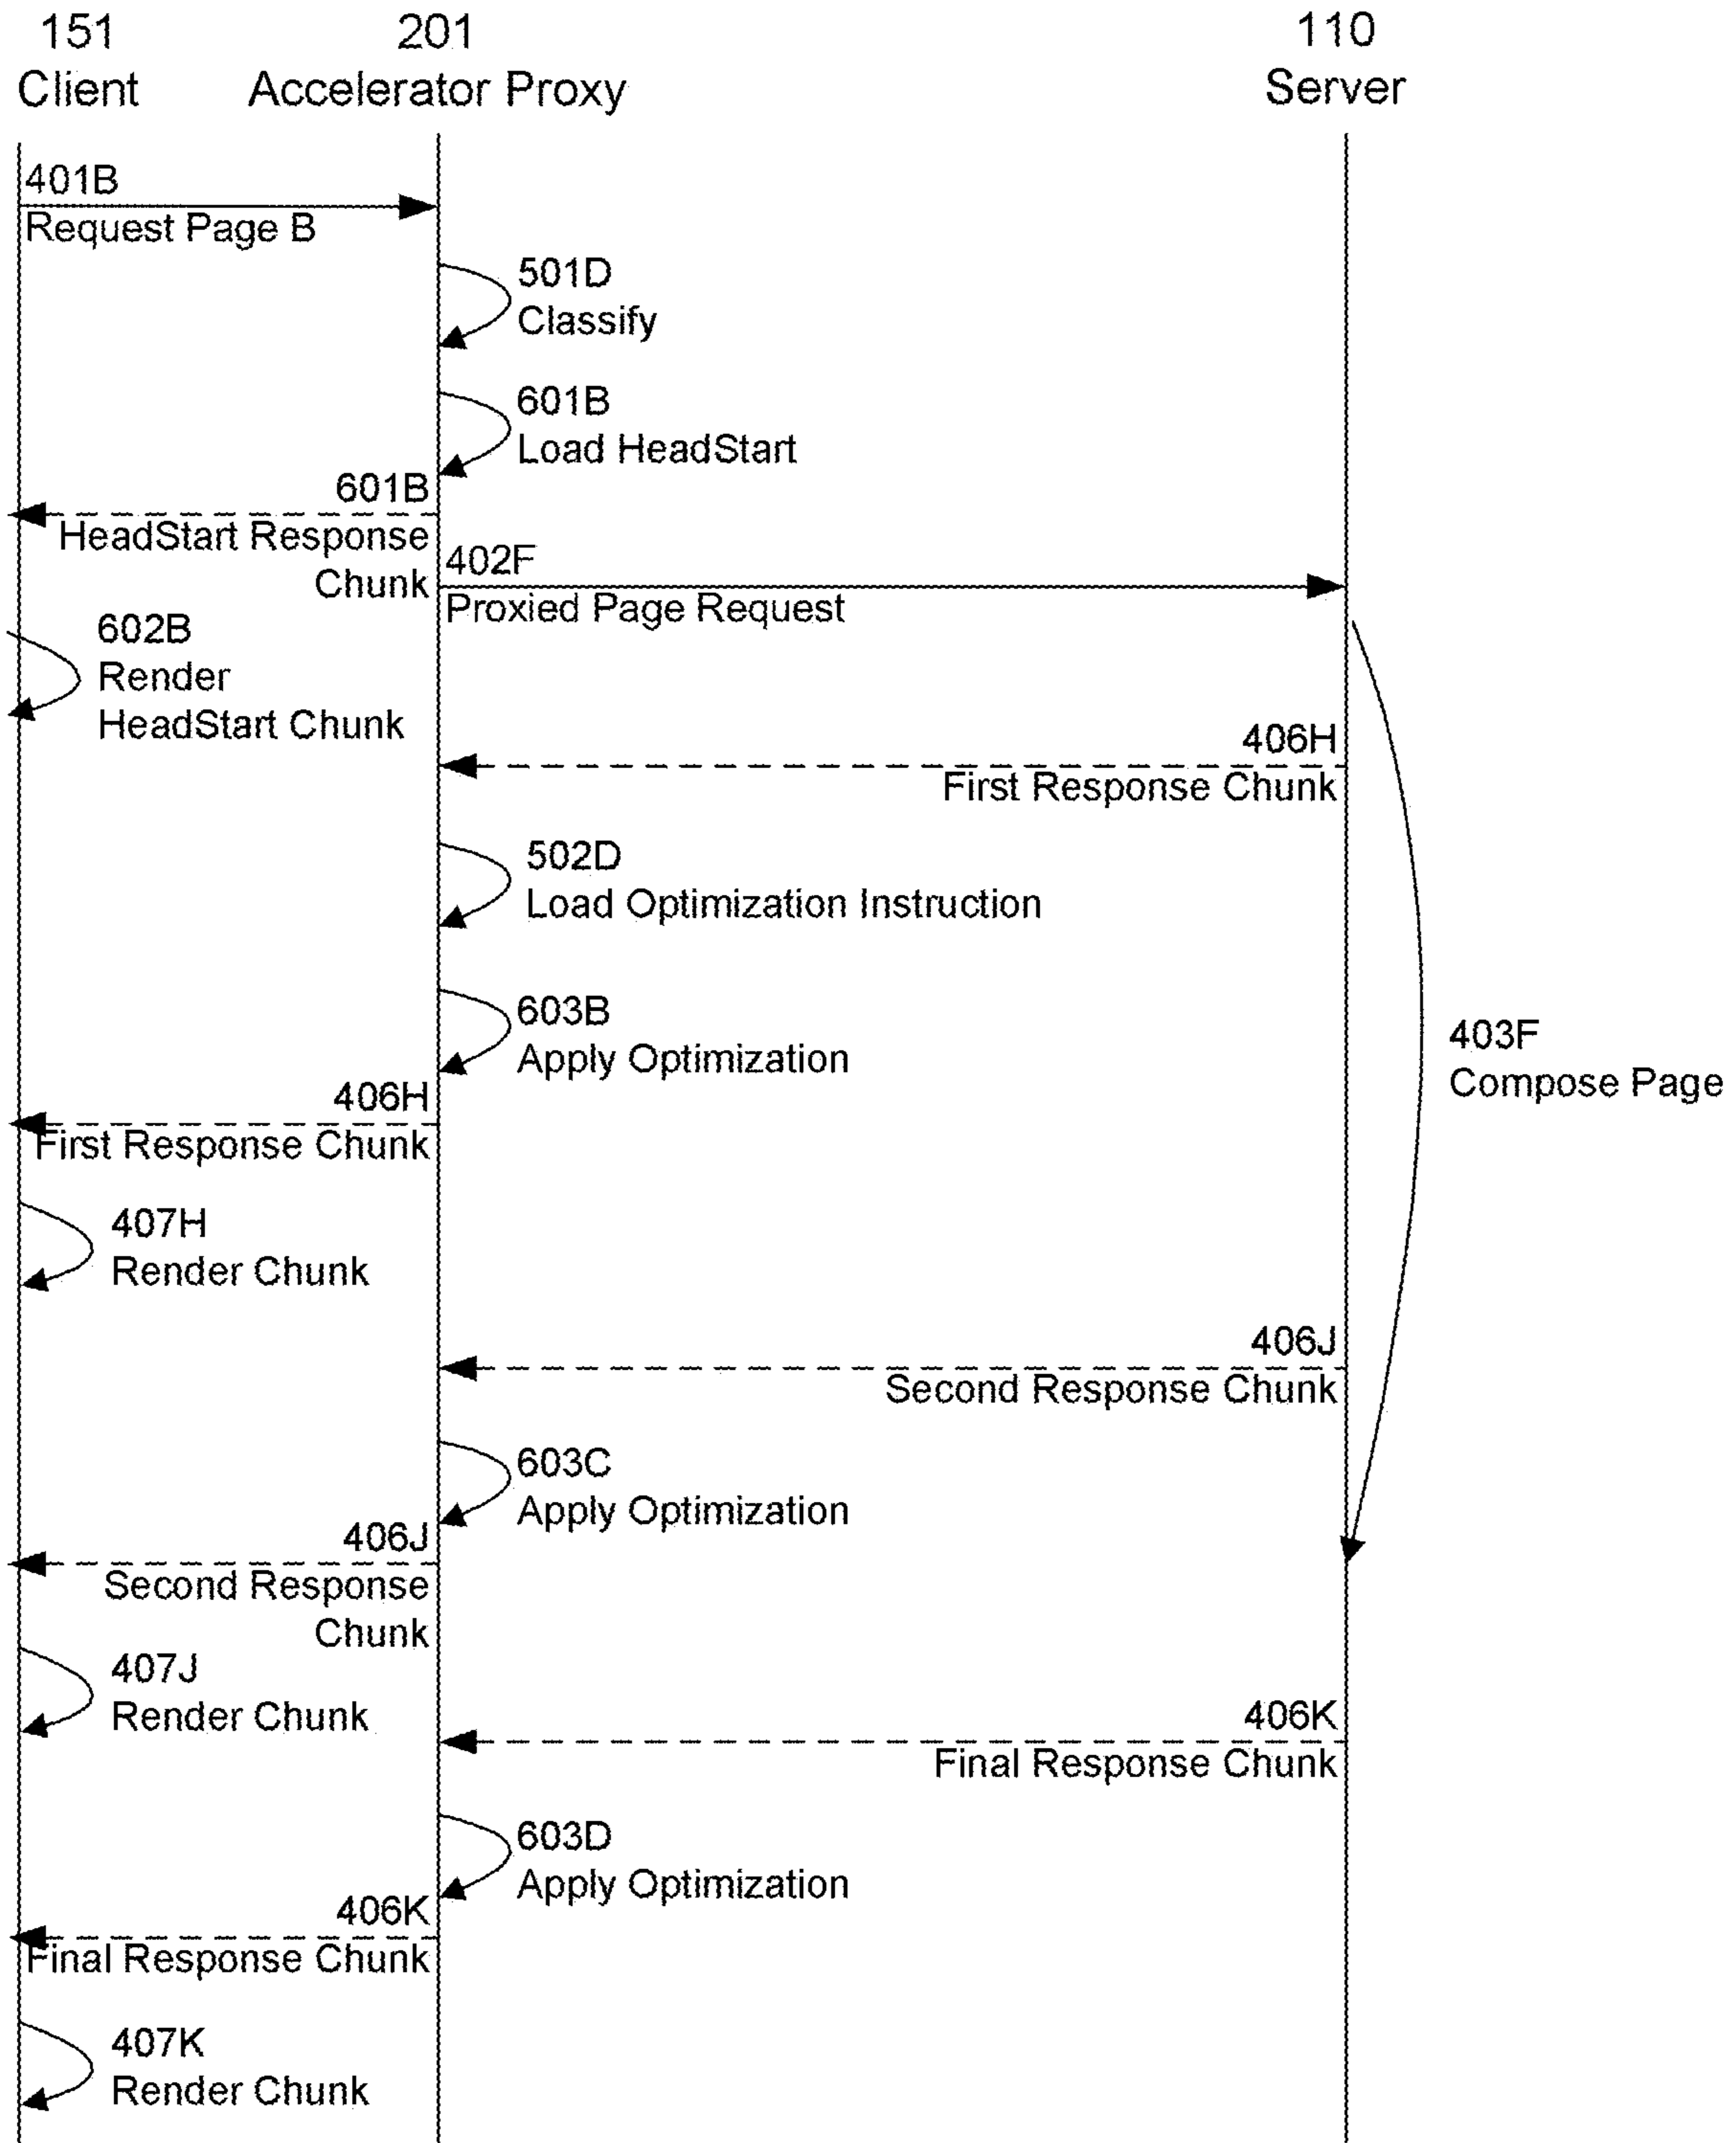 151
Client
201
Accelerator Proxy
110
Server
401B
Request Page B
501D
Classify
601B
Load HeadStart
601B
HeadStart Response
Chunk
402F
Proxied Page Request
602B
Render
HeadStart Chunk
406H
First Response Chunk
502D
Load Optimization Instruction
603B
Apply Optimization
403F
Compose Page
406H
First Response Chunk
407H
Render Chunk
406J
Second Response Chunk
603C
Apply Optimization
406J
Second Response
Chunk
407J
Render Chunk
406K
Final Response Chunk
603D
Apply Optimization
406K
Final Response Chunk
407K
Render Chunk